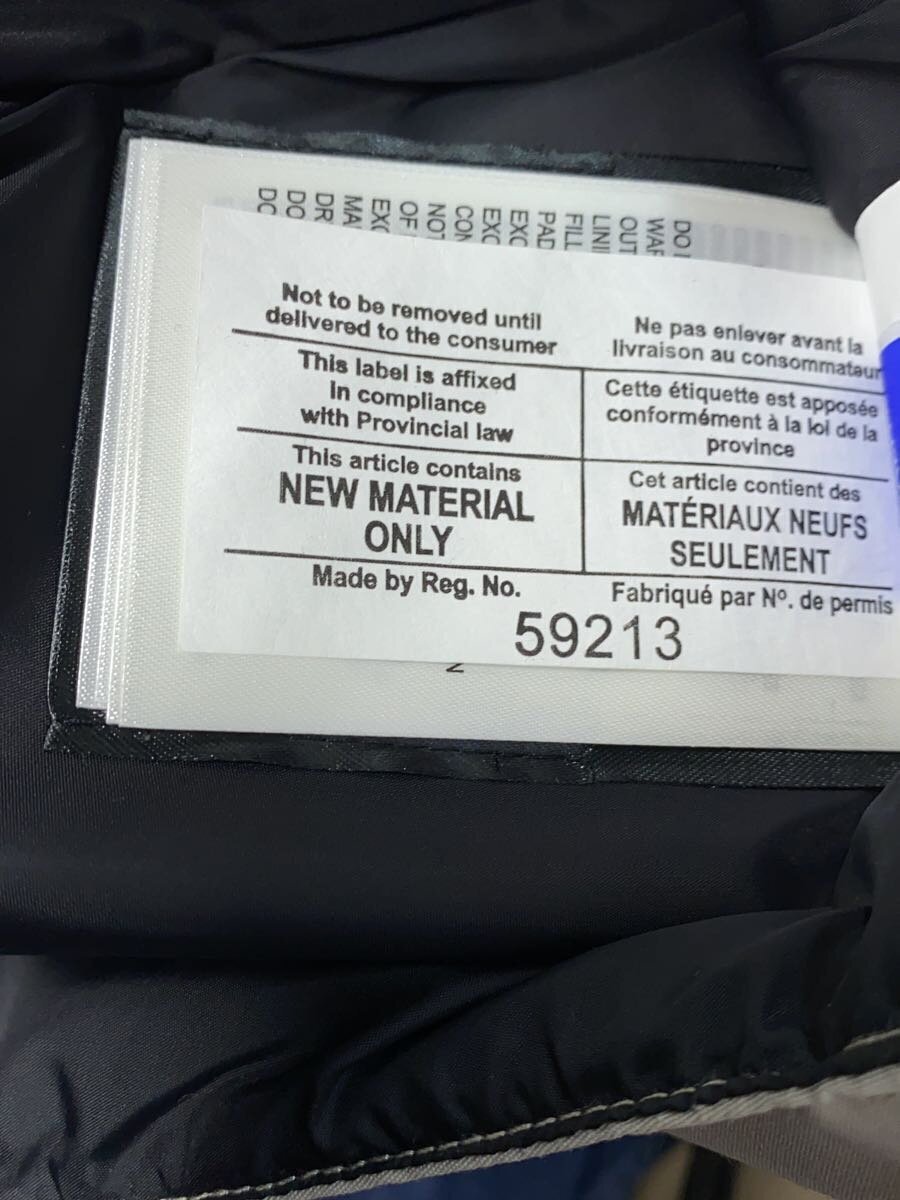 Not to be removed until
delivered to the consumer
Ne pas enlever avant la
livraison au consommateur
This label is affixed
in compliance
with Provincial law
Cette étiquette est apposée
conformément à la loi de la
province
This article contains
NEW MATERIAL
ONLY
Cet article contient des
MATÉRIAUX NEUFS
SEULEMENT
Made by Reg. No.
Fabriqué par Nº. de permis
59213